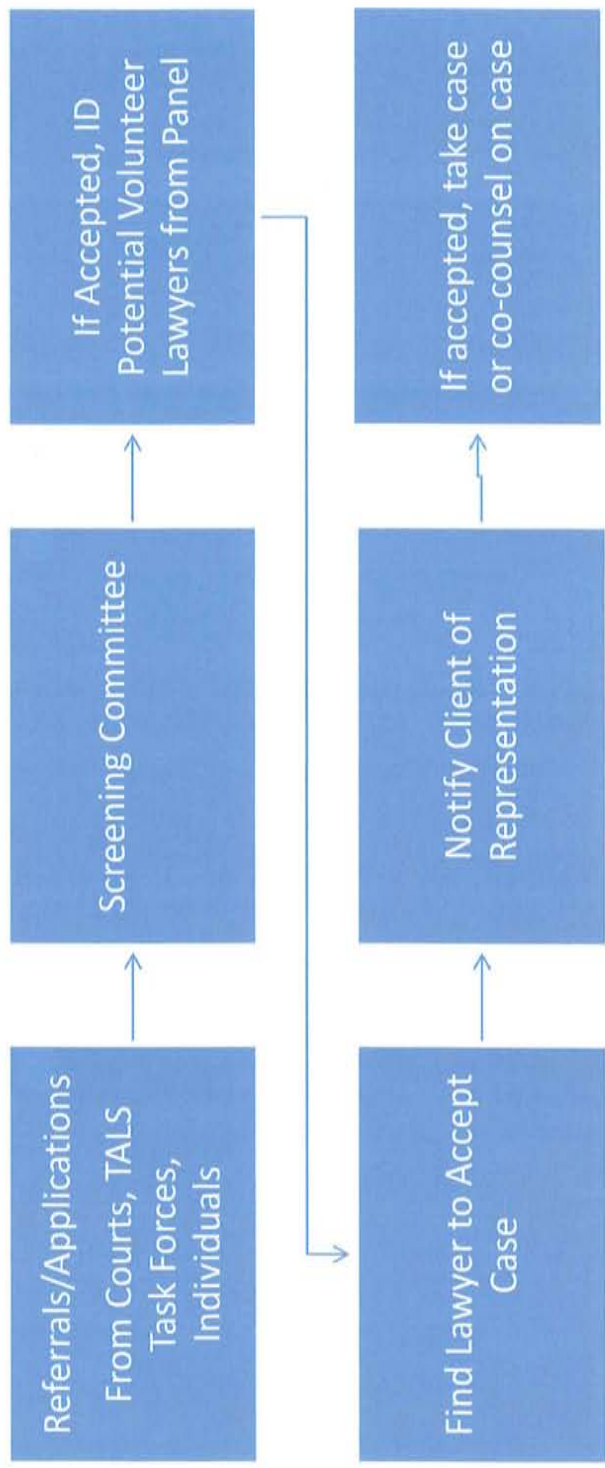 Referrals/Applications
From Courts, TALS
Task Forces,
Individuals
Screening Committee
If Accepted, ID
Potential Volunteer
Lawyers from Panel
Find Lawyer to Accept
Case
Notify Client of
Representation
If accepted, take case
or co-counsel on case